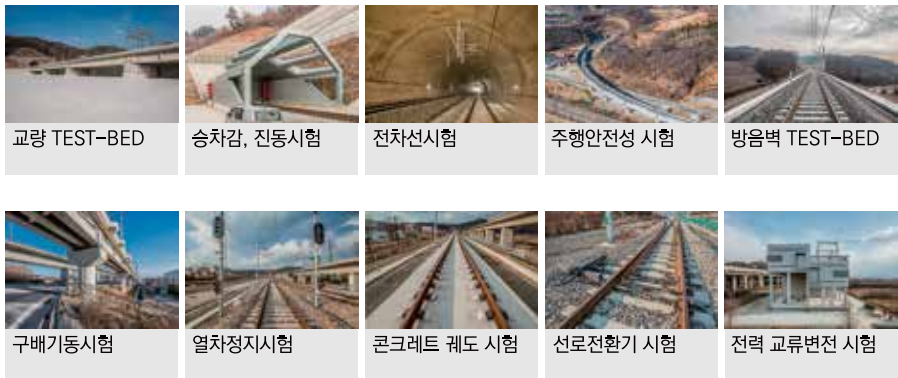 교량 TEST-BED
승차감, 진동시험
전차선시험
주행안전성 시험
방음벽 TEST-BED
구배기동시험
열차정지시험
콘크레트 궤도 시험
선로전환기 시험
전력 교류변전 시험